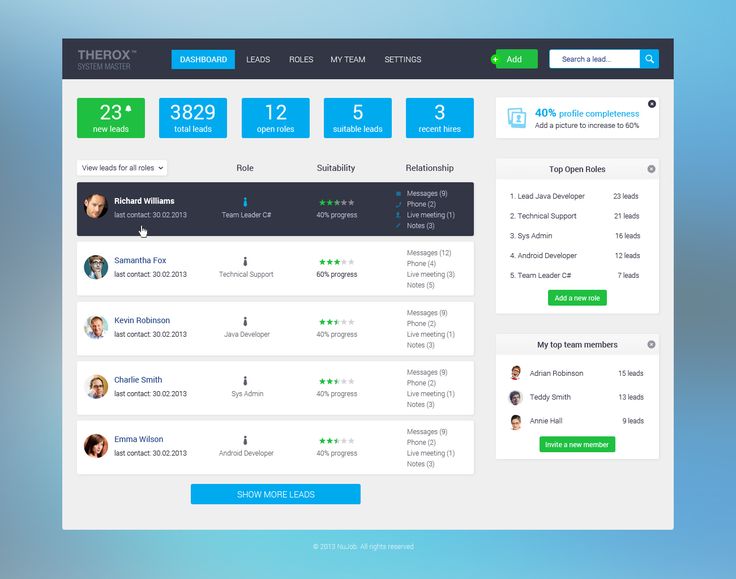 THEROX™
SYSTEM MASTER
DASHBOARD LEADS ROLES MY TEAM SETTINGS
+ Add
Search a lead...
23
new leads
3829
total leads
12
open roles
5
suitable leads
3
recent hires
40% profile completeness
Add a picture to increase to 60%
View leads for all roles
Role Suitability Relationship
Richard Williams
last contact: 30.02.2013
Team Leader C#
40% progress
Messages (9)
Phone (2)
Live meeting (1)
Notes (3)
Samantha Fox
last contact: 30.02.2013
Technical Support
60% progress
Messages (12)
Phone (4)
Live meeting (3)
Notes (5)
Kevin Robinson
last contact: 30.02.2013
Java Developer
40% progress
Messages (9)
Phone (2)
Live meeting (1)
Notes (3)
Charlie Smith
last contact: 30.02.2013
Sys Admin
40% progress
Messages (9)
Phone (2)
Live meeting (1)
Notes (3)
Emma Wilson
last contact: 30.02.2013
Android Developer
40% progress
Messages (9)
Phone (2)
Live meeting (1)
Notes (3)
SHOW MORE LEADS
Top Open Roles
1. Lead Java Developer 23 leads
2. Technical Support 21 leads
3. Sys Admin 16 leads
4. Android Developer 12 leads
5. Team Leader C# 7 leads
Add a new role
My top team members
Adrian Robinson 15 leads
Teddy Smith 13 leads
Annie Hall 9 leads
Invite a new member
© 2013 NuJob. All rights reserved